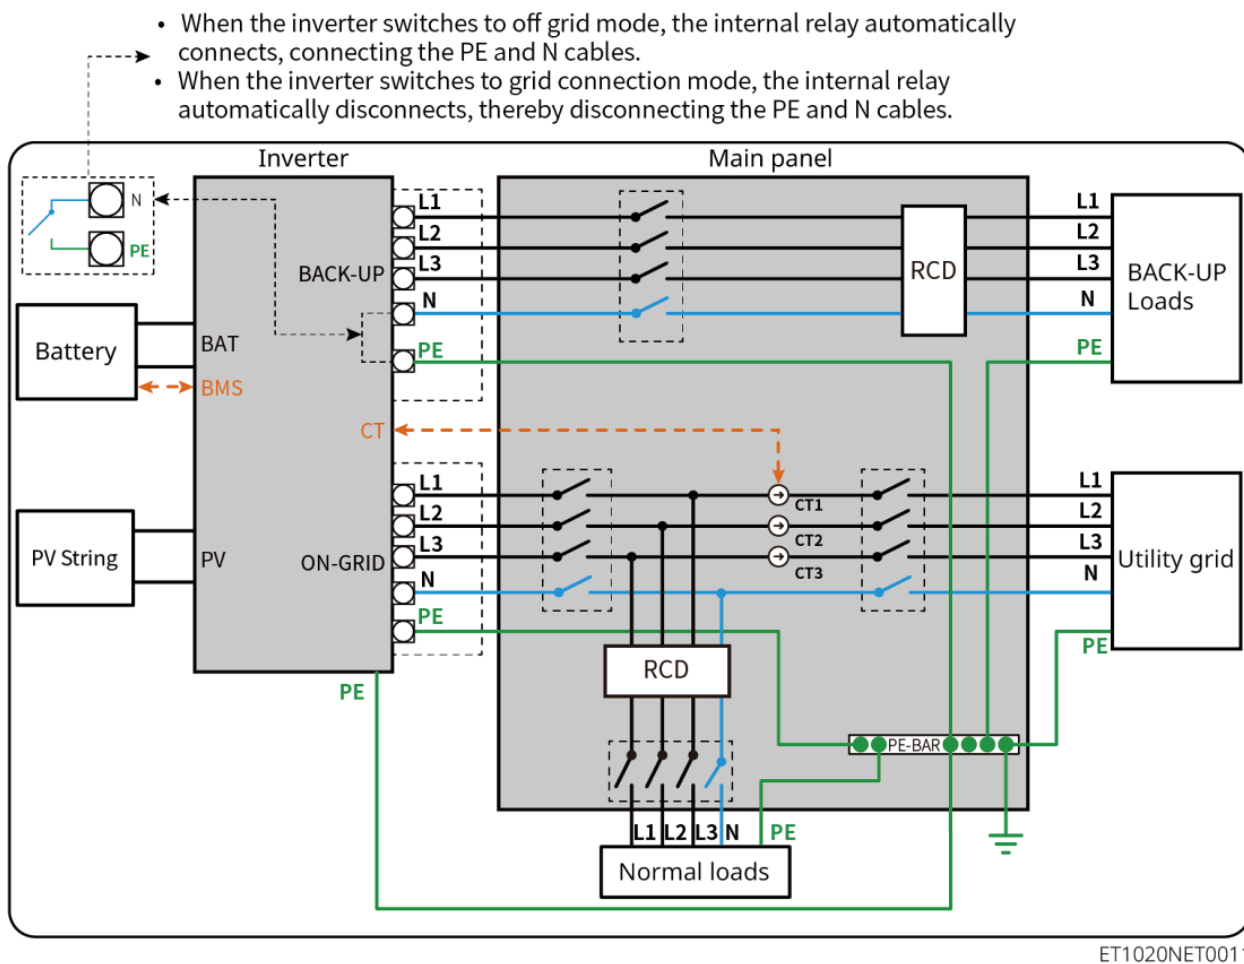 • When the inverter switches to off grid mode, the internal relay automatically
connects, connecting the PE and N cables.
• When the inverter switches to grid connection mode, the internal relay
automatically disconnects, thereby disconnecting the PE and N cables.
Inverter
Main panel
N
PE
L1
L2
L3
N
PE
BACK-UP
RCD
L1
L2
L3
N
PE
BACK-UP
Loads
Battery
BAT
BMS
CT
PV String
PV
ON-GRID
L1
L2
L3
N
PE
CT1
CT2
CT3
L1
L2
L3
N
PE
Utility grid
RCD
PE
PE-BAR
L1
L2
L3
N
PE
Normal loads
ET1020NET0011